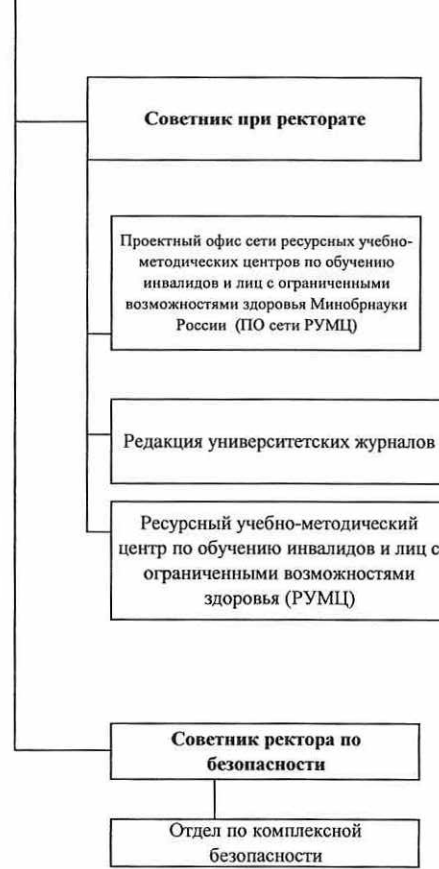 Советник при ректорате
Проектный офис сети ресурсных учебно-
методических центров по обучению
инвалидов и лиц с ограниченными
возможностями здоровья Минобрнауки
России (ПО сети РУМЦ)
Редакция университетских журналов
Ресурсный учебно-методический
центр по обучению инвалидов и лиц с
ограниченными возможностями
здоровья (РУМЦ)
Советник ректора по
безопасности
Отдел по комплексной
безопасности